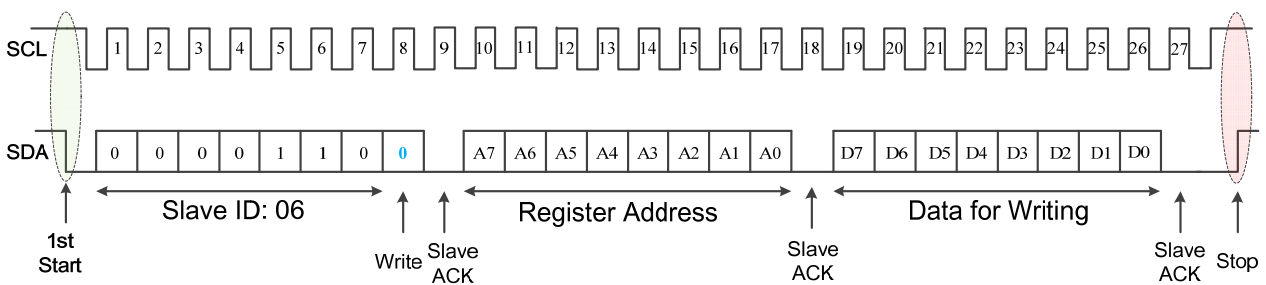 SCL 1 2 3 4 5 6 7 8 9 10 11 12 13 14 15 16 17 18 19 20 21 22 23 24 25 26 27
SDA 0 0 0 0 1 1 0 0 A7 A6 A5 A4 A3 A2 A1 A0 D7 D6 D5 D4 D3 D2 D1 D0
Slave ID: 06
Register Address
Data for Writing
1st
Start
Write
Slave
ACK
Slave
ACK
Slave
ACK
Stop